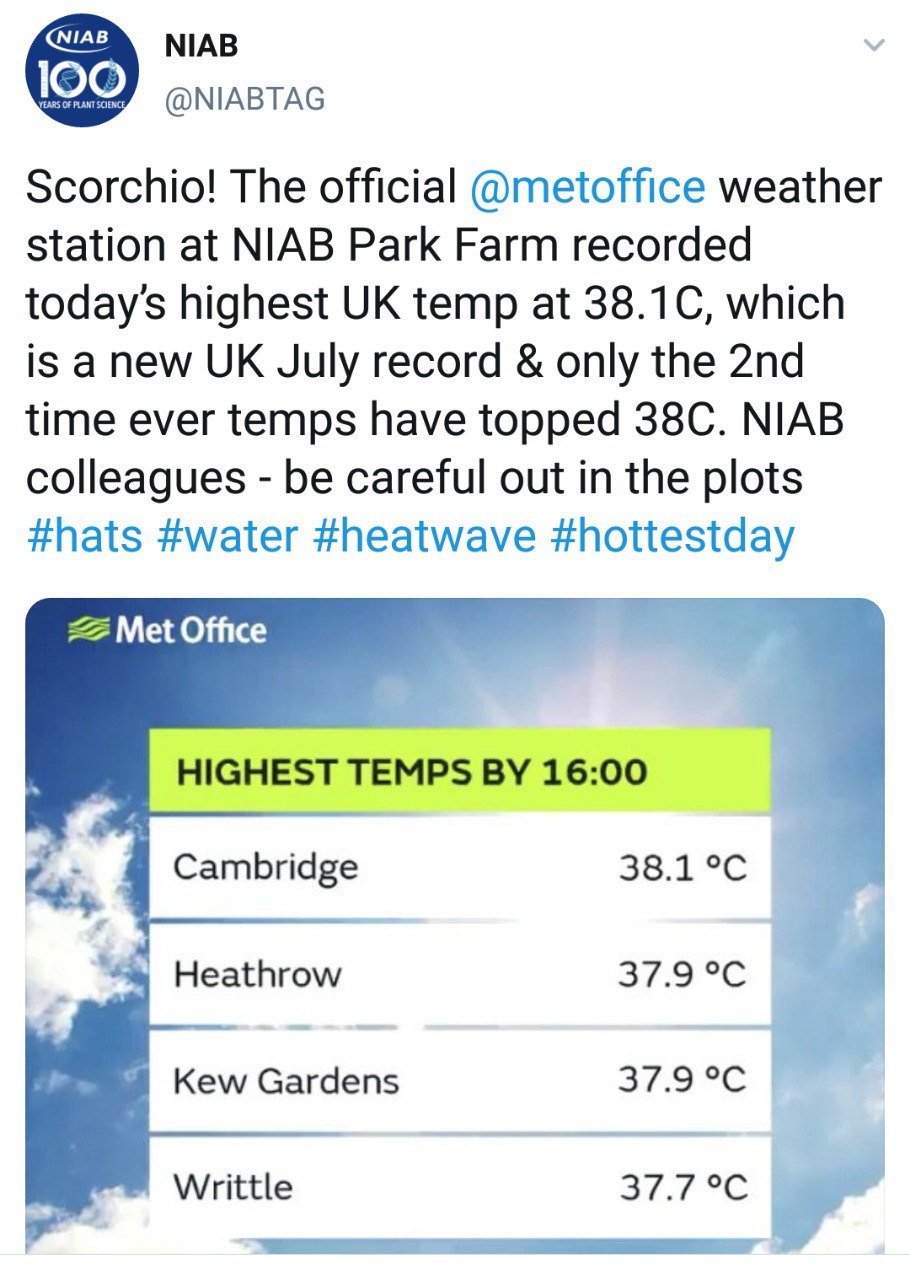 NIAB
100
YEARS OF PLANT SCIENCE
NIAB
@NIABTAG
Scorchio! The official @metoffice weather
station at NIAB Park Farm recorded
today’s highest UK temp at 38.1C, which
is a new UK July record & only the 2nd
time ever temps have topped 38C. NIAB
colleagues - be careful out in the plots
#hats #water #heatwave #hottestday
Met Office
HIGHEST TEMPS BY 16:00
Cambridge 38.1 °C
Heathrow 37.9 °C
Kew Gardens 37.9 °C
Writtle 37.7 °C